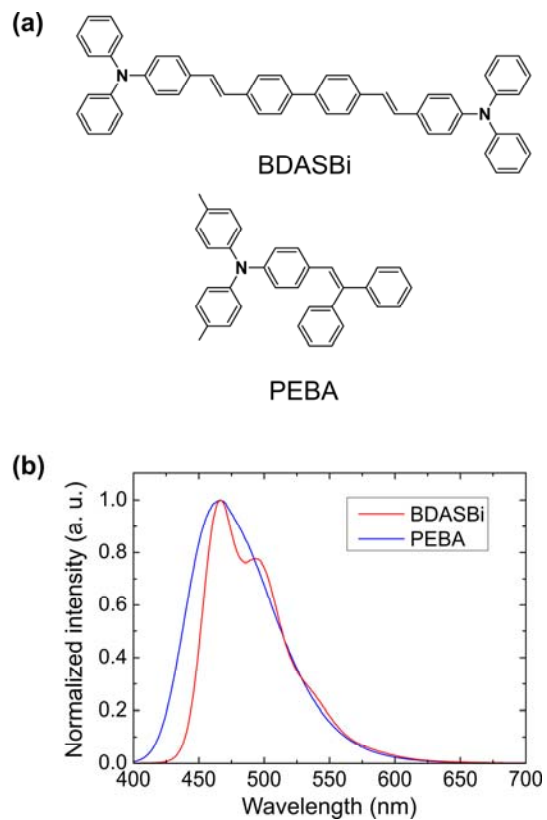 (a)
N
N
BDASBi
N
PEBA
(b)
BDASBi
PEBA
Normalized intensity (a. u.)
1.0
0.8
0.6
0.4
0.2
0.0
400 450 500 550 600 650 700
Wavelength (nm)